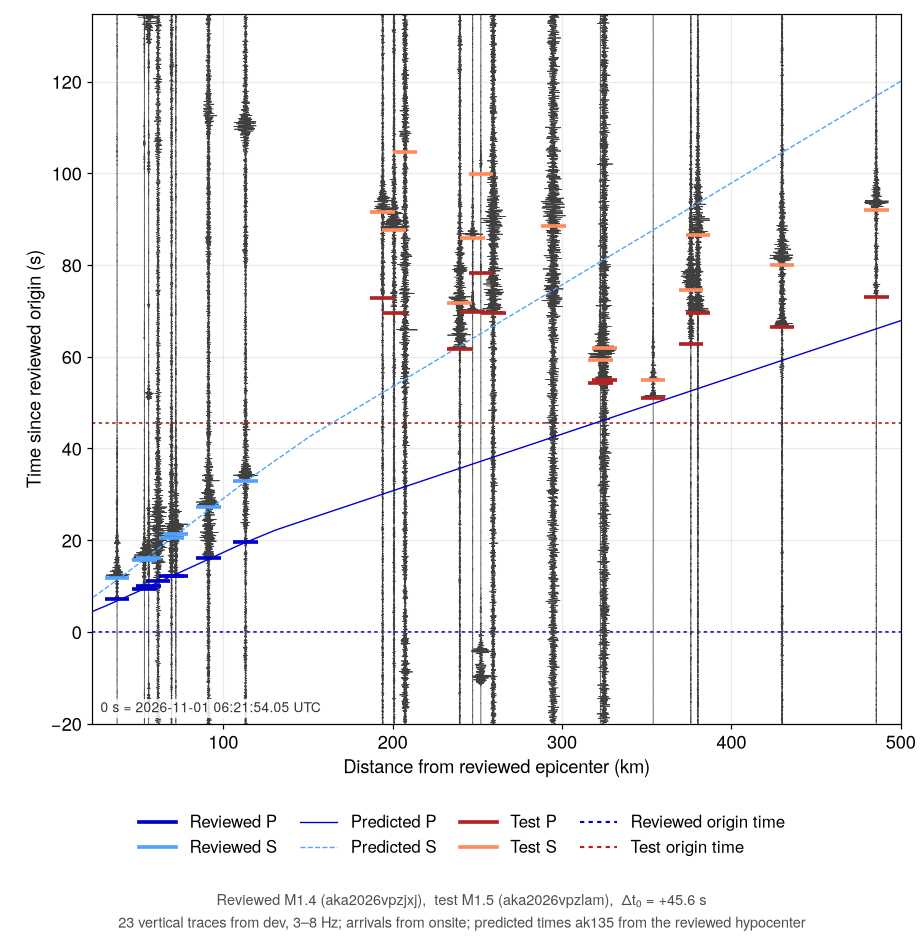 120
100
80
60
40
20
0
−20
Time since reviewed origin (s)
0 s = 2026-11-01 06:21:54.05 UTC
100
200
300
400
500
Distance from reviewed epicenter (km)
Reviewed P
Predicted P
Test P
Reviewed origin time
Reviewed S
Predicted S
Test S
Test origin time
Reviewed M1.4 (aka2026vpzjxj), test M1.5 (aka2026vpzlam), Δt₀ = +45.6 s
23 vertical traces from dev, 3–8 Hz; arrivals from onsite; predicted times ak135 from the reviewed hypocenter